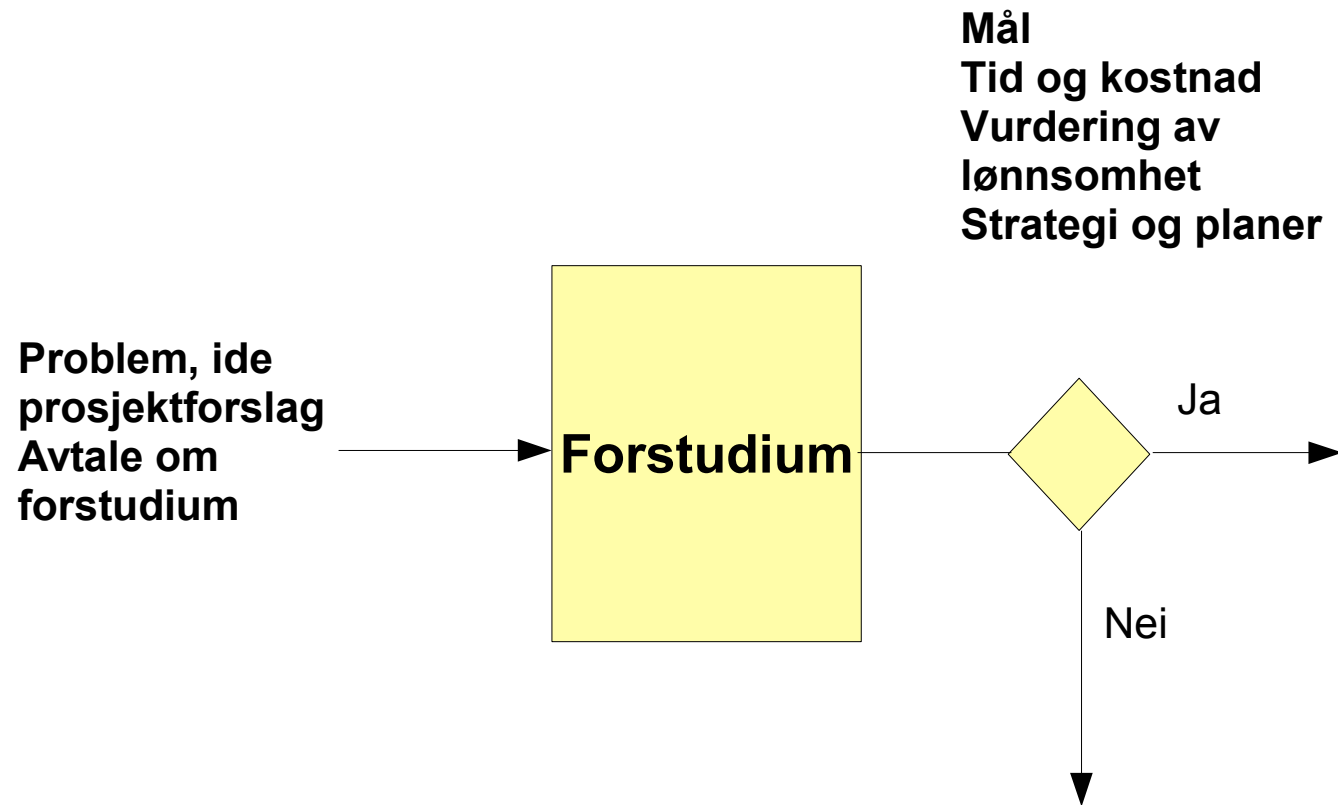 Mål
Tid og kostnad
Vurdering av
lønnsomhet
Strategi og planer
Problem, ide
prosjektforslag
Avtale om
forstudium
Forstudium
Ja
Nei